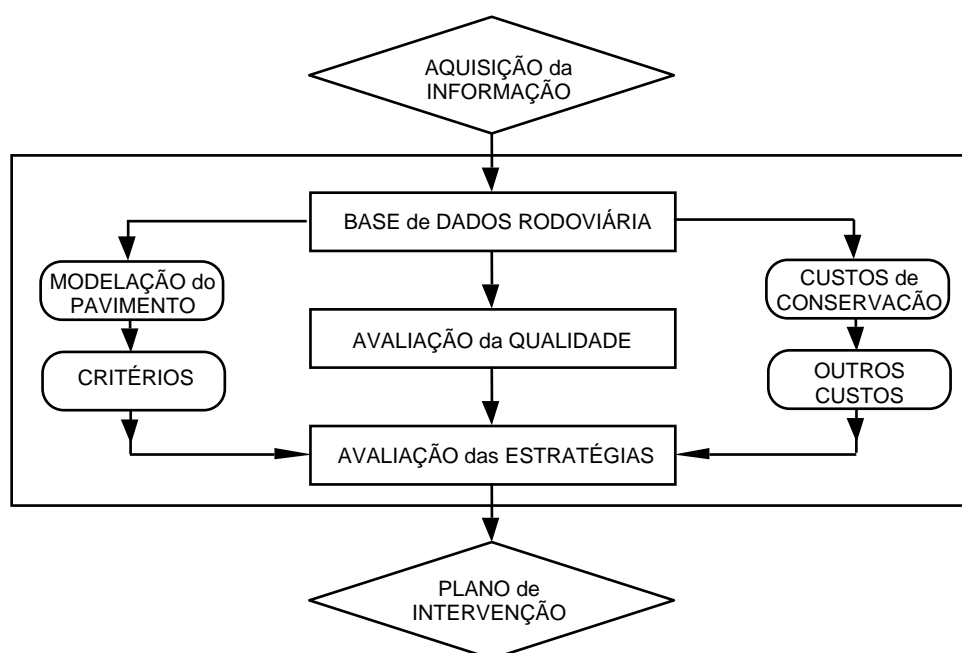 AQUISIÇÃO da
INFORMAÇÃO
BASE de DADOS RODOVIÁRIA
MODELAÇÃO do
PAVIMENTO
CUSTOS de
CONSERVAÇÃO
AVALIAÇÃO da QUALIDADE
CRITÉRIOS
OUTROS
CUSTOS
AVALIAÇÃO das ESTRATÉGIAS
PLANO de
INTERVENÇÃO